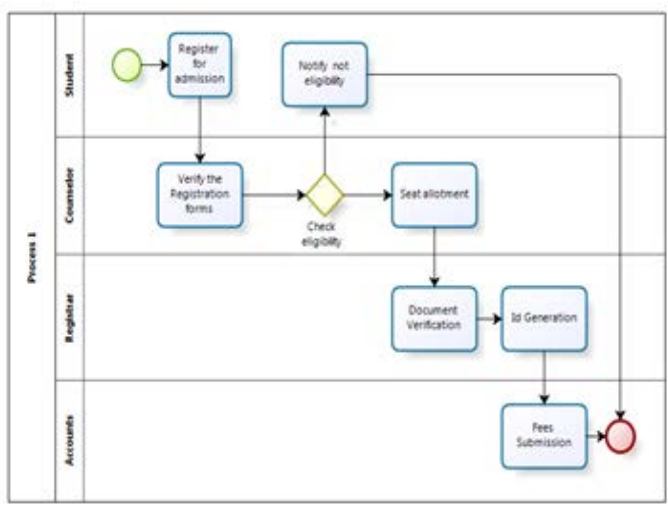 Process 1
Student
Register
for
admission
Notify not
eligibility
Counselor
Verify the
Registration
forms
Check
eligibility
Seat allotment
Registrar
Document
Verification
Id Generation
Accounts
Fees
Submission